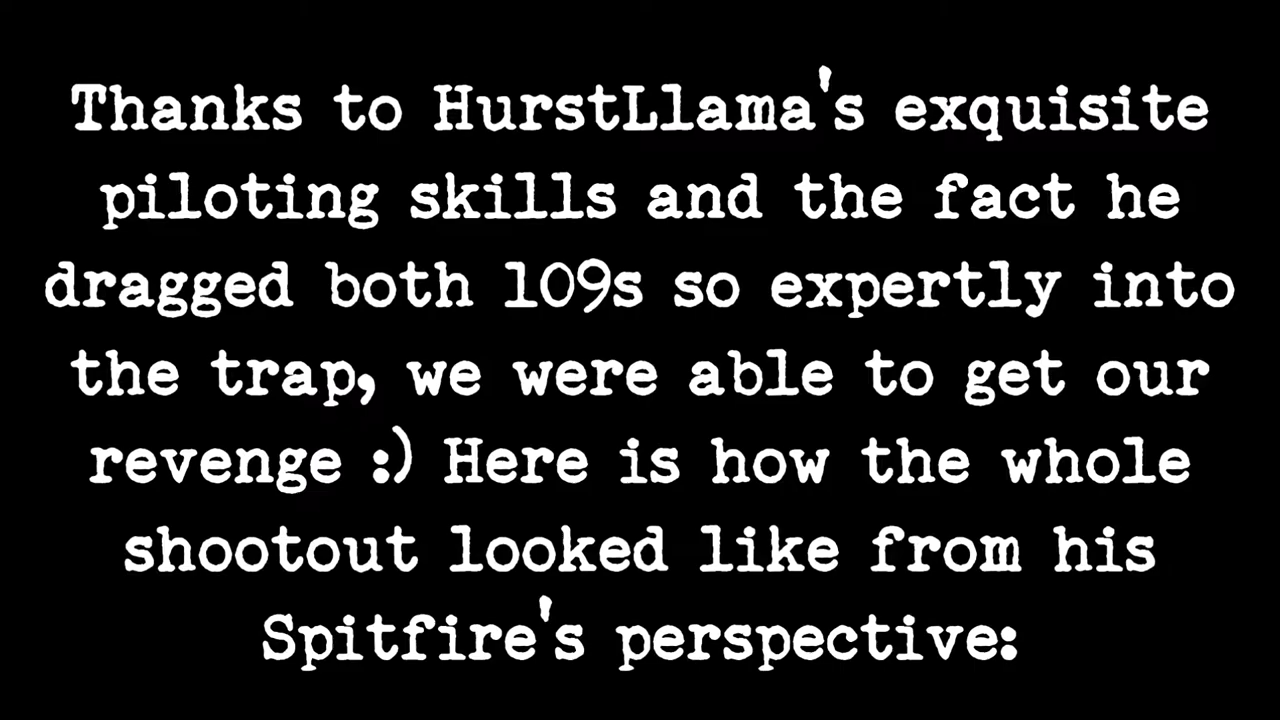 Thanks to HurstLlama's exquisite
piloting skills and the fact he
dragged both 109s so expertly into
the trap, we were able to get our
revenge :) Here is how the whole
shootout looked like from his
Spitfire's perspective: